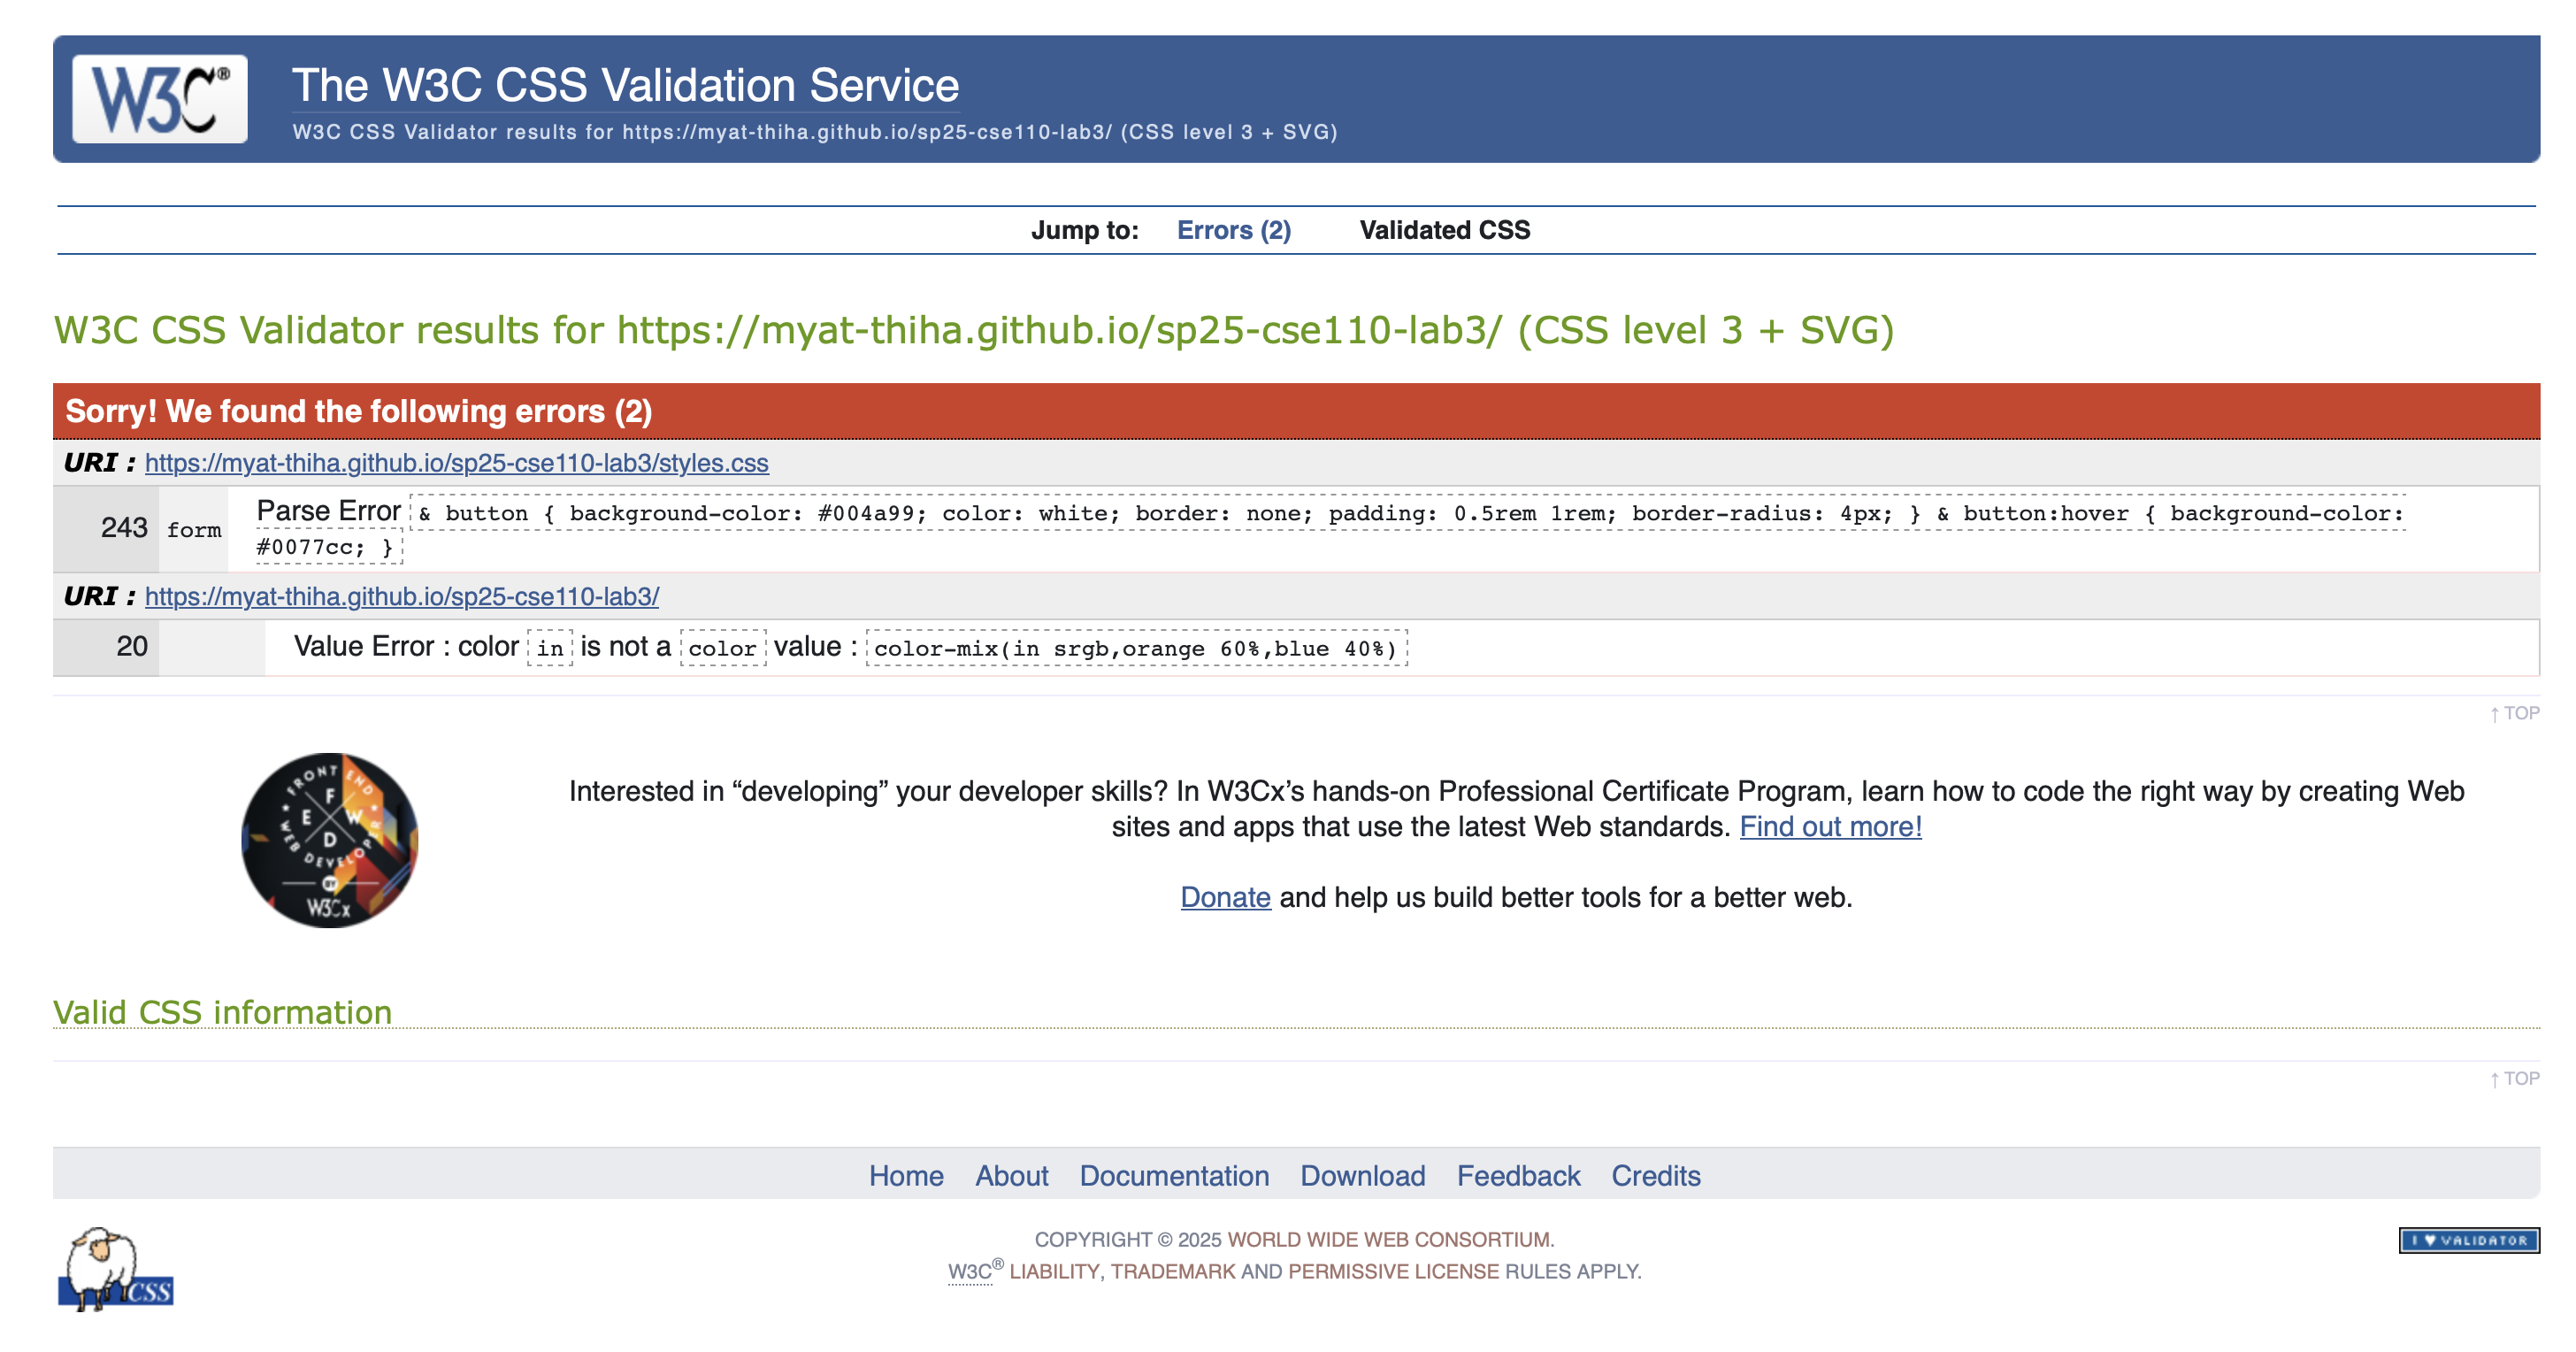 W3C®
The W3C CSS Validation Service
W3C CSS Validator results for https://myat-thiha.github.io/sp25-cse110-lab3/ (CSS level 3 + SVG)
Jump to: Errors (2) Validated CSS
W3C CSS Validator results for https://myat-thiha.github.io/sp25-cse110-lab3/ (CSS level 3 + SVG)
Sorry! We found the following errors (2)
URI : https://myat-thiha.github.io/sp25-cse110-lab3/styles.css
243 form Parse Error & button { background-color: #004a99; color: white; border: none; padding: 0.5rem 1rem; border-radius: 4px; } & button:hover { background-color:
#0077cc; }
URI : https://myat-thiha.github.io/sp25-cse110-lab3/
20 Value Error : color in is not a color value : color-mix(in srgb,orange 60%,blue 40%)
↑ TOP
FRONT END
F
E W
D
WEB DEVELOPER
BY
W3Cx
Interested in “developing” your developer skills? In W3Cx’s hands-on Professional Certificate Program, learn how to code the right way by creating Web
sites and apps that use the latest Web standards. Find out more!
Donate and help us build better tools for a better web.
Valid CSS information
↑ TOP
Home About Documentation Download Feedback Credits
CSS
COPYRIGHT © 2025 WORLD WIDE WEB CONSORTIUM.
W3C® LIABILITY, TRADEMARK AND PERMISSIVE LICENSE RULES APPLY.
I ♥ VALIDATOR